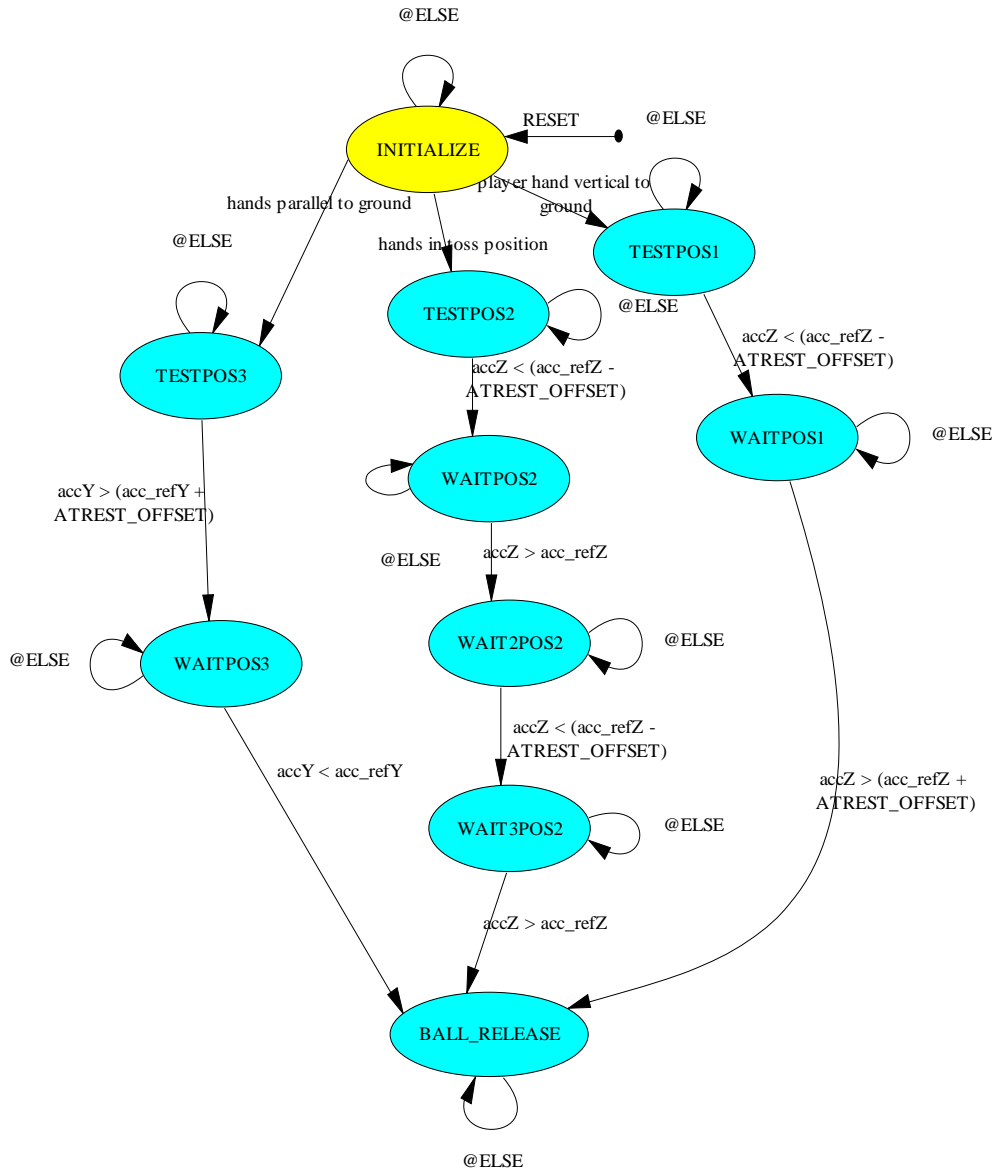 @ELSE
RESET
@ELSE
INITIALIZE
player hand vertical to
ground
hands parallel to ground
@ELSE
hands in toss position
TESTPOS1
@ELSE
TESTPOS2
accZ < (acc_refZ -
ATREST_OFFSET)
TESTPOS3
accZ < (acc_refZ -
ATREST_OFFSET)
WAITPOS1
@ELSE
WAITPOS2
accY > (acc_refY +
ATREST_OFFSET)
@ELSE
accZ > acc_refZ
WAIT2POS2
@ELSE
@ELSE
WAITPOS3
accZ < (acc_refZ -
ATREST_OFFSET)
accY < acc_refY
accZ > (acc_refZ +
ATREST_OFFSET)
WAIT3POS2
@ELSE
accZ > acc_refZ
BALL_RELEASE
@ELSE